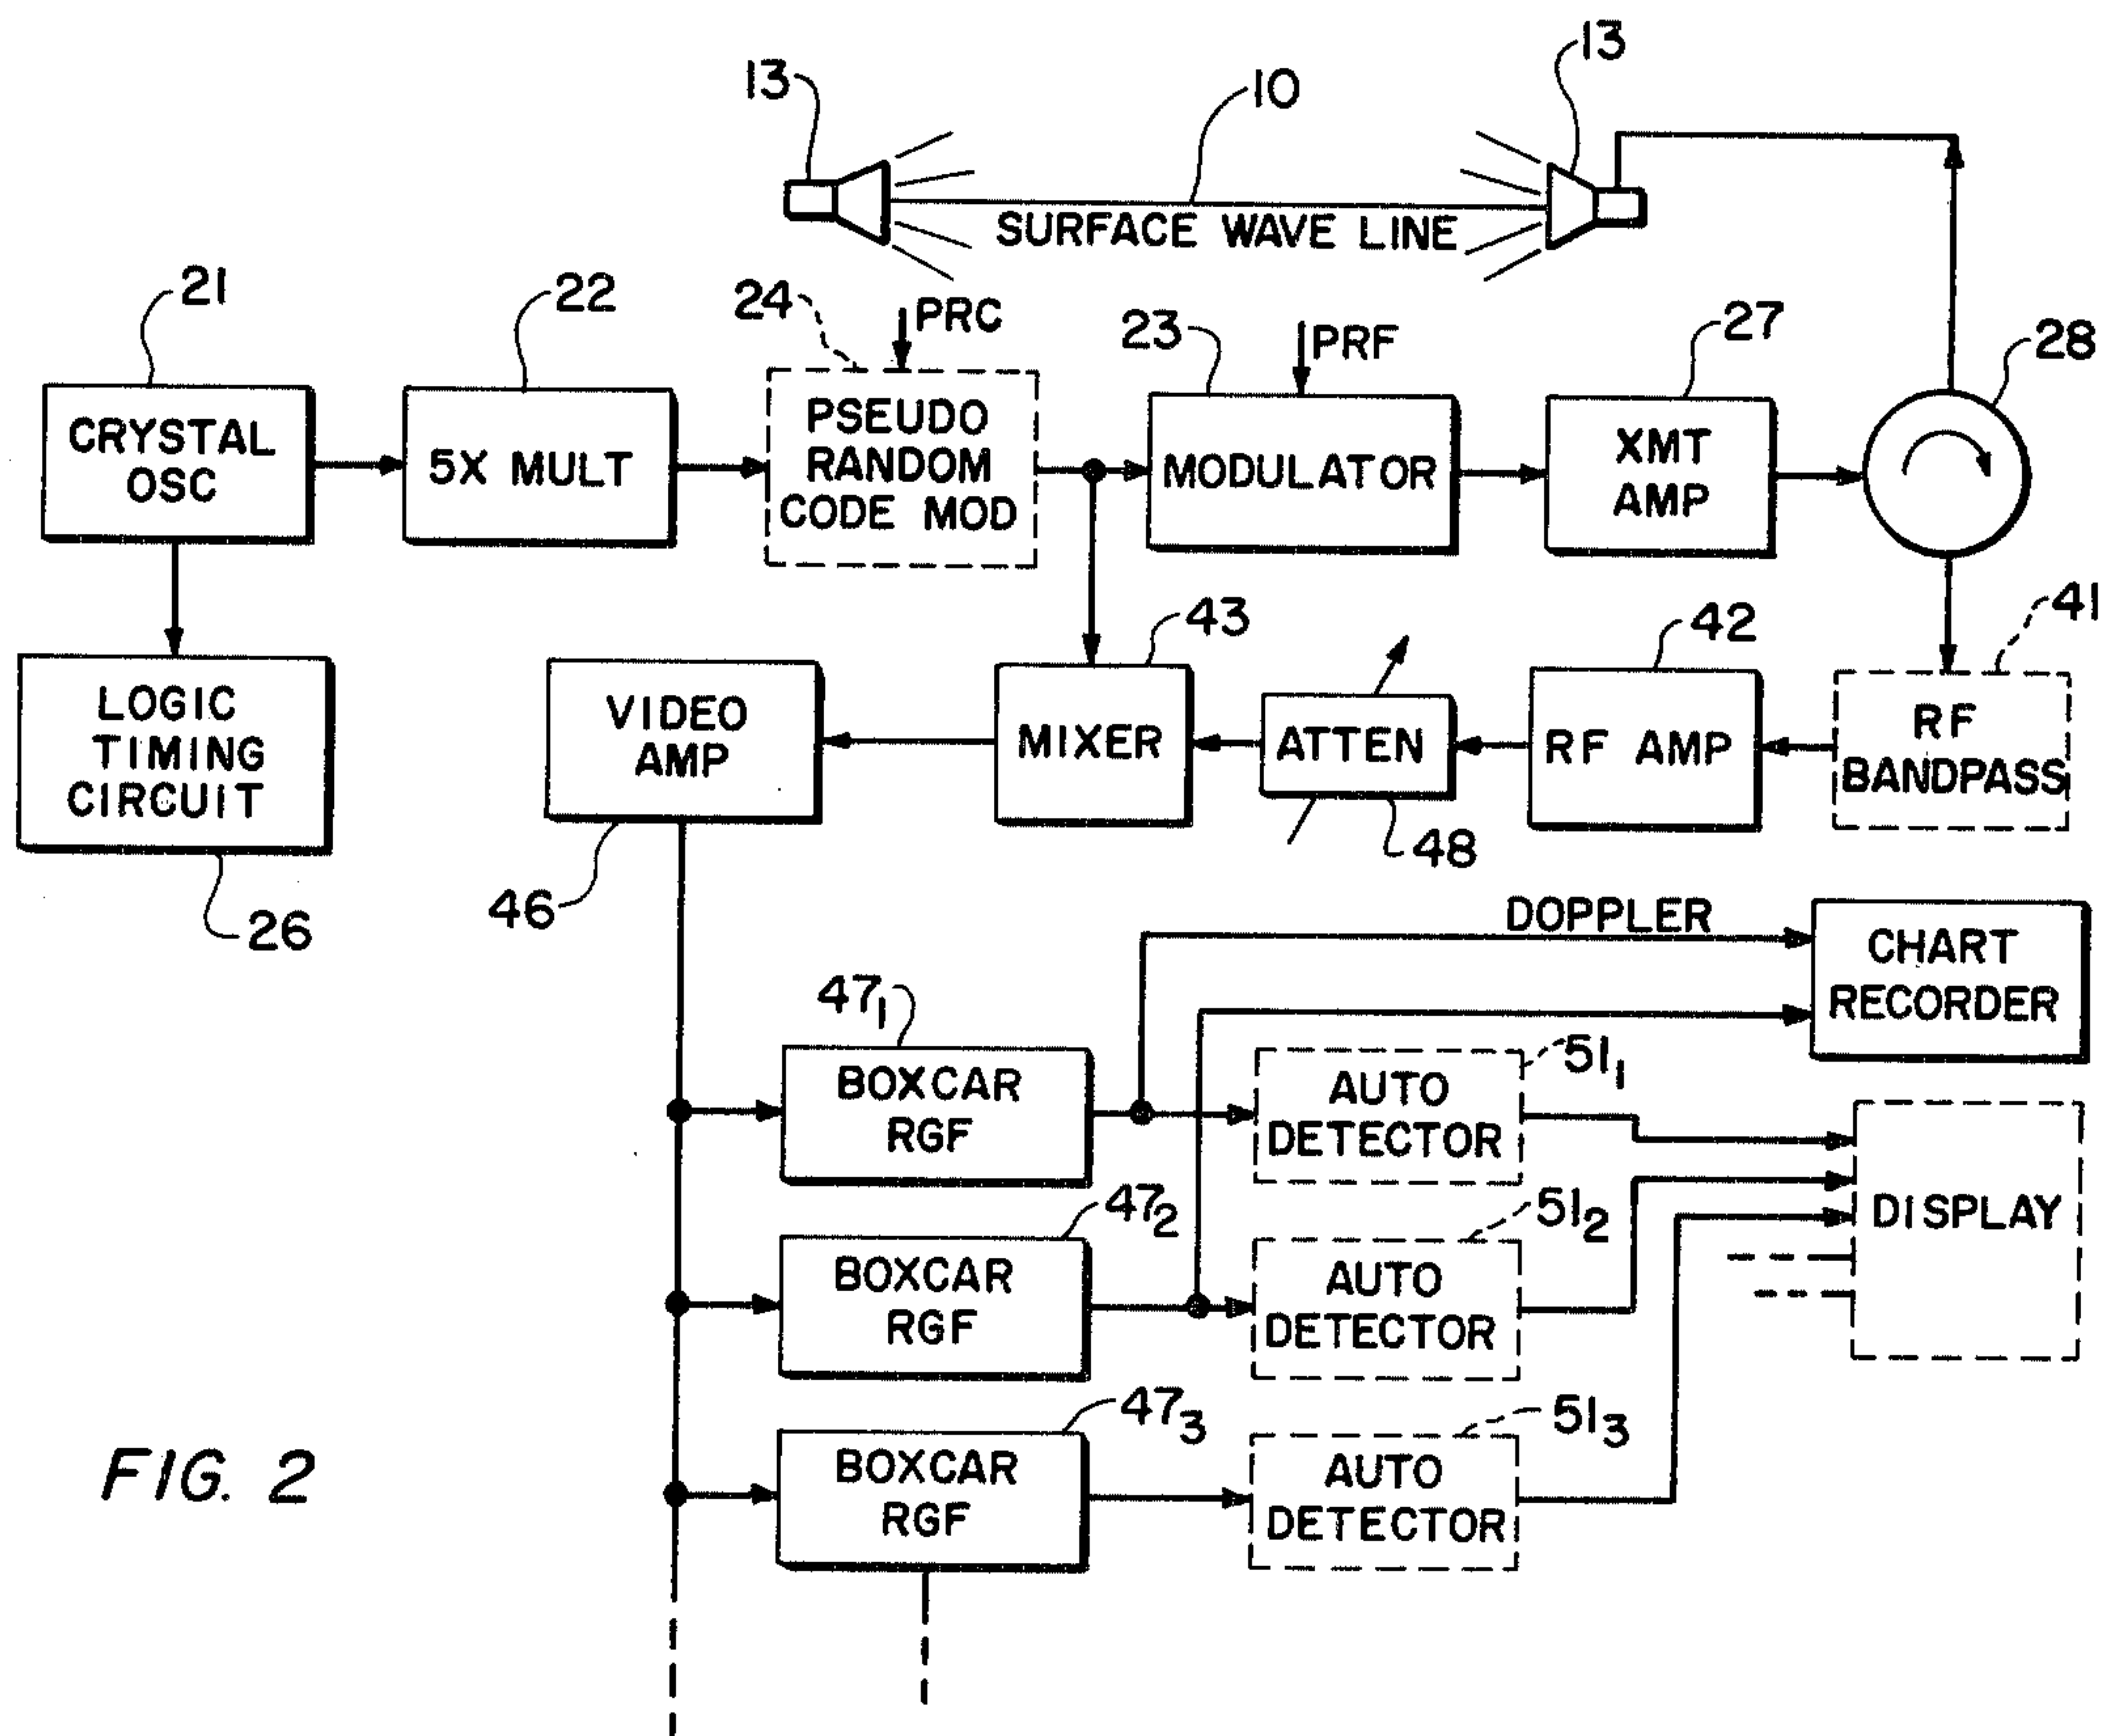 13
10
13
SURFACE WAVE LINE
21
22
24
PRC
23
PRF
27
28
CRYSTAL
OSC
5X MULT
PSEUDO
RANDOM
CODE MOD
MODULATOR
XMT
AMP
LOGIC
TIMING
CIRCUIT
26
VIDEO
AMP
46
43
MIXER
ATTEN
48
42
RF AMP
41
RF
BANDPASS
DOPPLER
CHART
RECORDER
47₁
BOXCAR
RGF
51₁
AUTO
DETECTOR
DISPLAY
47₂
BOXCAR
RGF
51₂
AUTO
DETECTOR
47₃
BOXCAR
RGF
51₃
AUTO
DETECTOR
FIG. 2